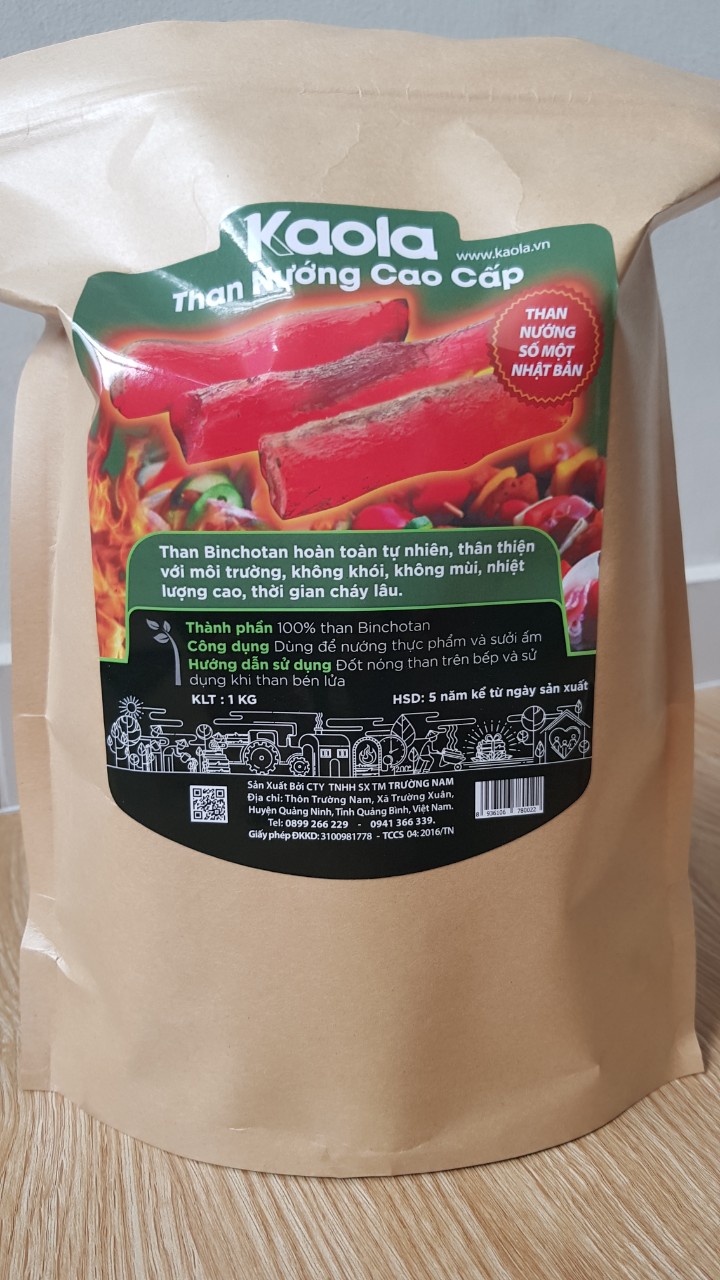 Kaola
www.kaola.vn
Than Nướng Cao Cấp
THAN
NƯỚNG
SỐ MỘT
NHẬT BẢN
Than Binchotan hoàn toàn tự nhiên, thân thiện
với môi trường, không khói, không mùi, nhiệt
lượng cao, thời gian cháy lâu.
Thành phần 100% than Binchotan
Công dụng Dùng để nướng thực phẩm và sưởi ấm
Hướng dẫn sử dụng Đốt nóng than trên bếp và sử
dụng khi than bén lửa
KLT : 1 KG
HSD: 5 năm kể từ ngày sản xuất
Sản Xuất Bởi CTY TNHH SX TM TRƯỜNG NAM
Địa chỉ: Thôn Trường Nam, Xã Trường Xuân,
Huyện Quảng Ninh, Tỉnh Quảng Bình, Việt Nam.
Tel: 0899 266 229 - 0941 366 339.
Giấy phép ĐKKD: 3100981778 - TCCS 04: 2016/TN
8 936106 780022